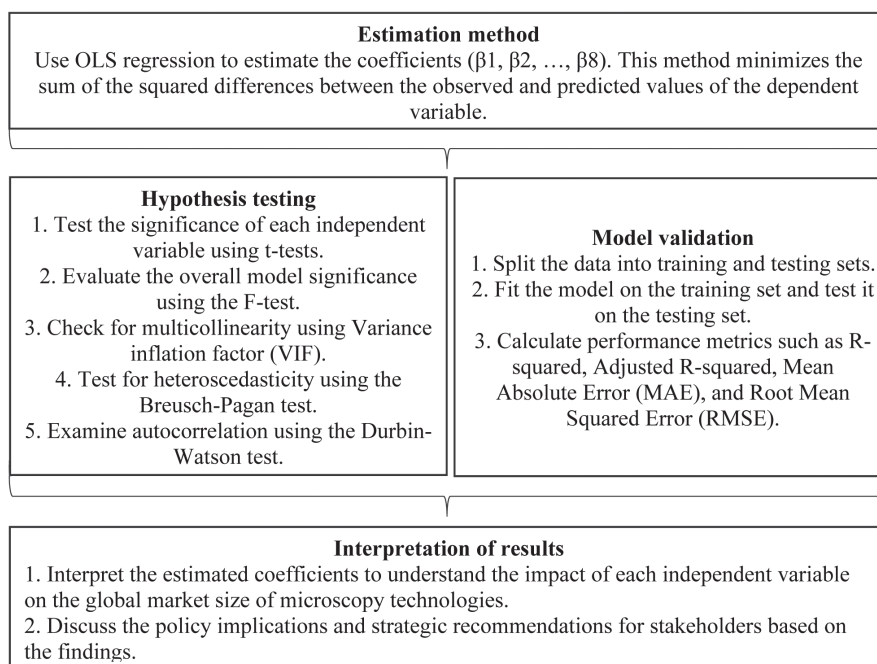 Estimation method
Use OLS regression to estimate the coefficients (β1, β2, …, β8). This method minimizes the
sum of the squared differences between the observed and predicted values of the dependent
variable.
Hypothesis testing
1. Test the significance of each independent
variable using t-tests.
2. Evaluate the overall model significance
using the F-test.
3. Check for multicollinearity using Variance
inflation factor (VIF).
4. Test for heteroscedasticity using the
Breusch-Pagan test.
5. Examine autocorrelation using the Durbin-
Watson test.
Model validation
1. Split the data into training and testing sets.
2. Fit the model on the training set and test it
on the testing set.
3. Calculate performance metrics such as R-
squared, Adjusted R-squared, Mean
Absolute Error (MAE), and Root Mean
Squared Error (RMSE).
Interpretation of results
1. Interpret the estimated coefficients to understand the impact of each independent variable
on the global market size of microscopy technologies.
2. Discuss the policy implications and strategic recommendations for stakeholders based on
the findings.